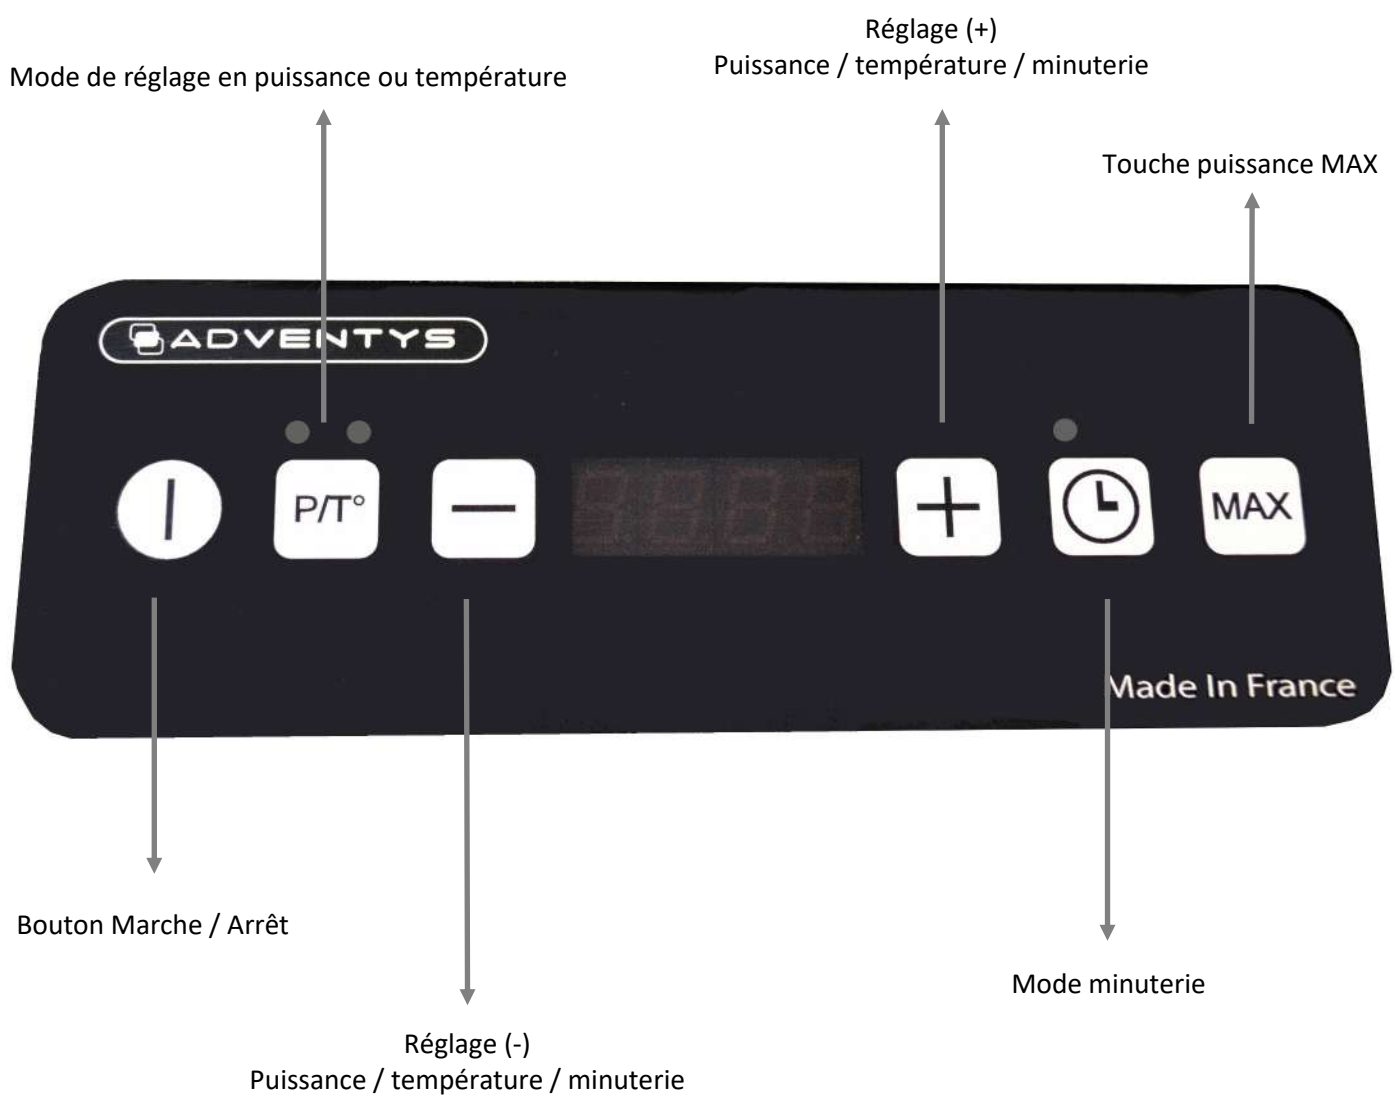 Réglage (+)
Puissance / température / minuterie
Mode de réglage en puissance ou température
Touche puissance MAX
ADVENTYS
P/T°
MAX
Made In France
Bouton Marche / Arrêt
Mode minuterie
Réglage (-)
Puissance / température / minuterie